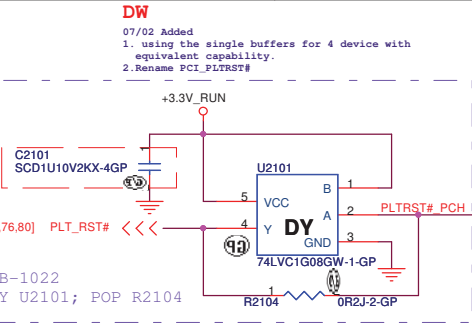 DW
07/02 Added
1. using the single buffers for 4 device with
equivalent capability.
2.Rename PCI_PLTRST#
+3.3V_RUN
C2101
SCD1U10V2KX-4GP
1
U2101
5 VCC
B 1
A 2
PLTRST#_PCH
76,80] PLT_RST#
4 Y
DY
GND 3
74LVC1G08GW-1-GP
B-1022
Y U2101; POP R2104
R2104
1
0R2J-2-GP